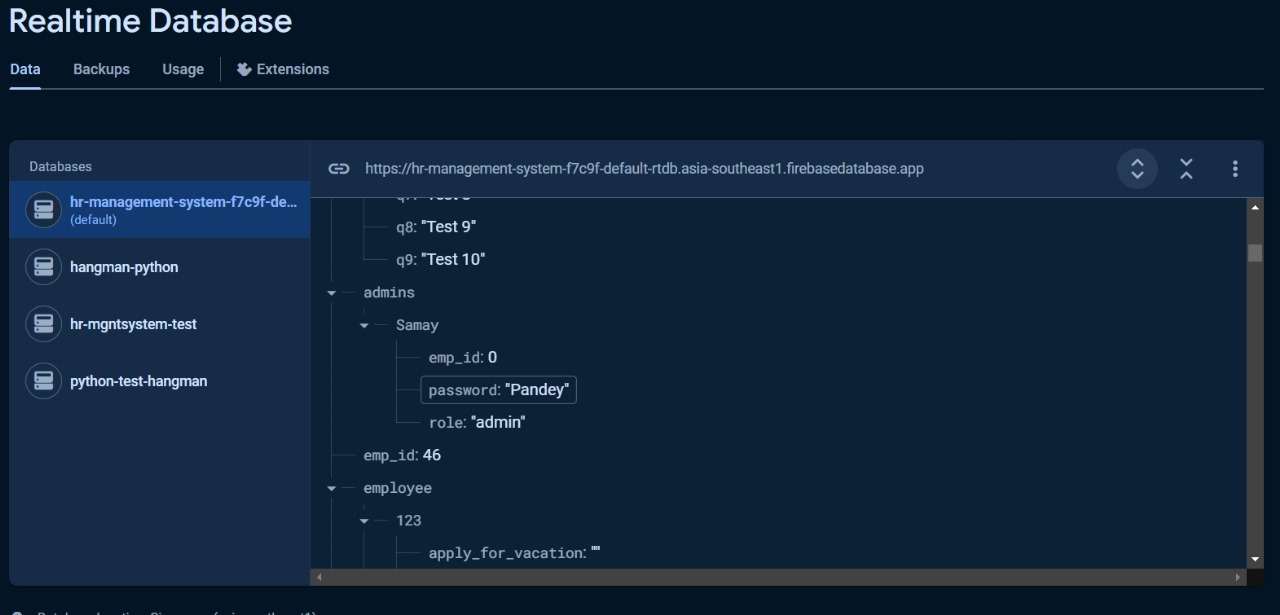 Realtime Database
Data Backups Usage Extensions
Databases
hr-management-system-f7c9f-de...
(default)
hangman-python
hr-mgntsystem-test
python-test-hangman
https://hr-management-system-f7c9f-default-rtdb.asia-southeast1.firebasedatabase.app
q8: "Test 9"
q9: "Test 10"
admins
Samay
emp_id: 0
password: "Pandey"
role: "admin"
emp_id: 46
employee
123
apply_for_vacation: ""